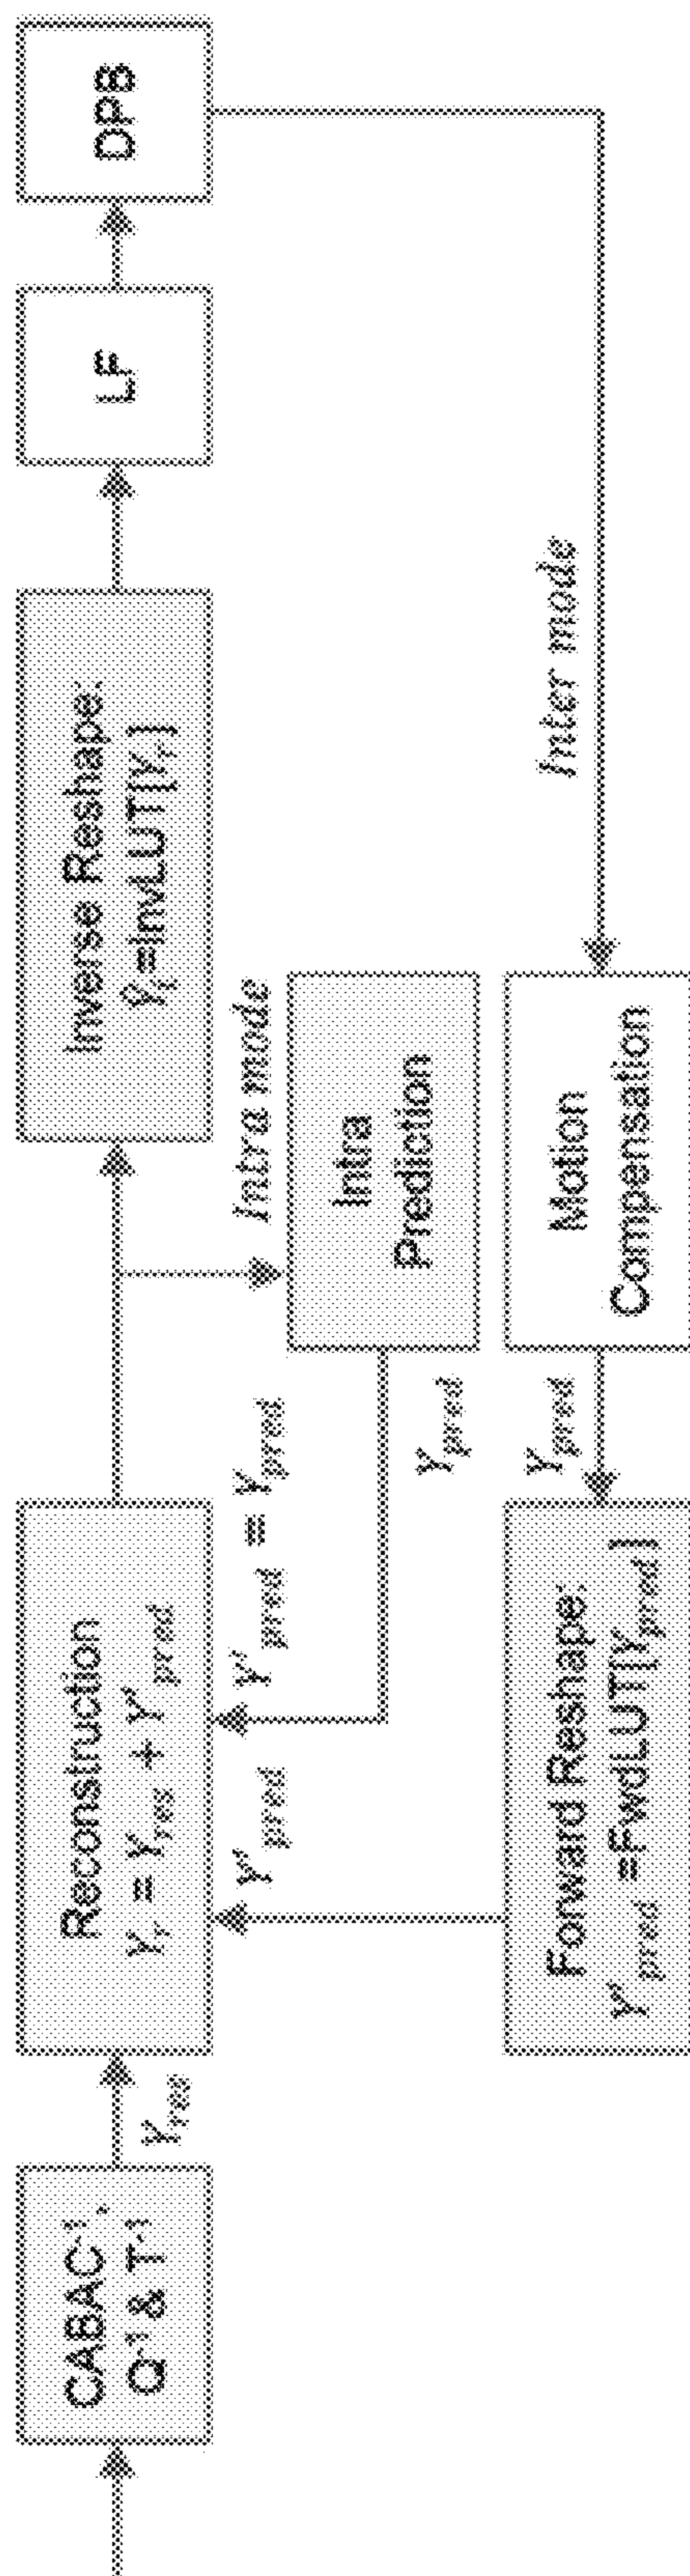 CABAC⁻¹,
Q⁻¹ & T⁻¹
Yres
Reconstruction
Yr = Yres + Y'pred
Inverse Reshape:
Ŷi =InvLUT[Yr]
LF
DPB
Y'pred
Y'pred = Ypred
Intra mode
Intra
Prediction
Ypred
Inter mode
Forward Reshape:
Y'pred =FwdLUT[Ypred]
Ypred
Motion
Compensation